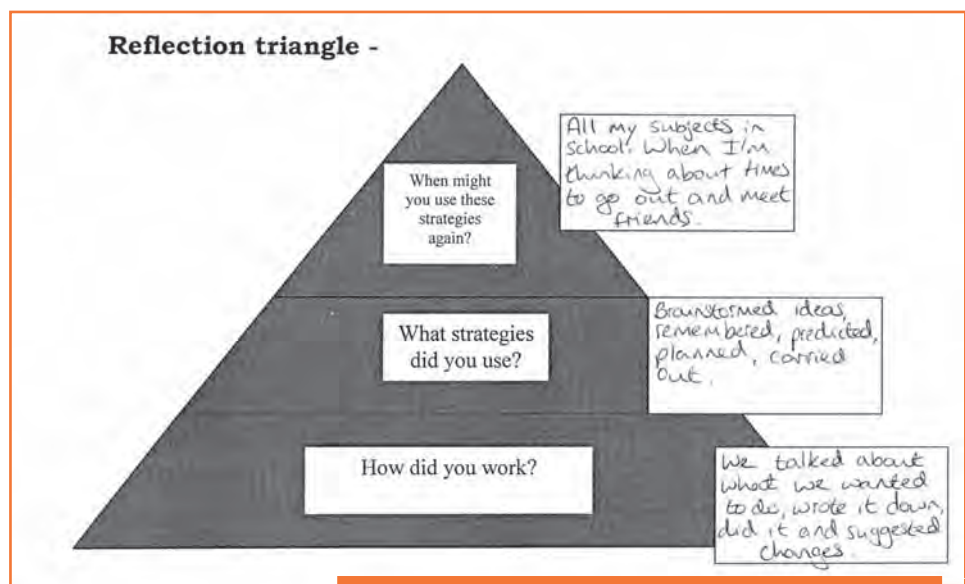 Reflection triangle -
When might
you use these
strategies
again?
All my subjects in
school. When I'm
thinking about times
to go out and meet
friends.
What strategies
did you use?
Brainstormed ideas,
remembered, predicted,
planned, carried
out.
How did you work?
We talked about
what we wanted
to do, wrote it down,
did it and suggested
changes.